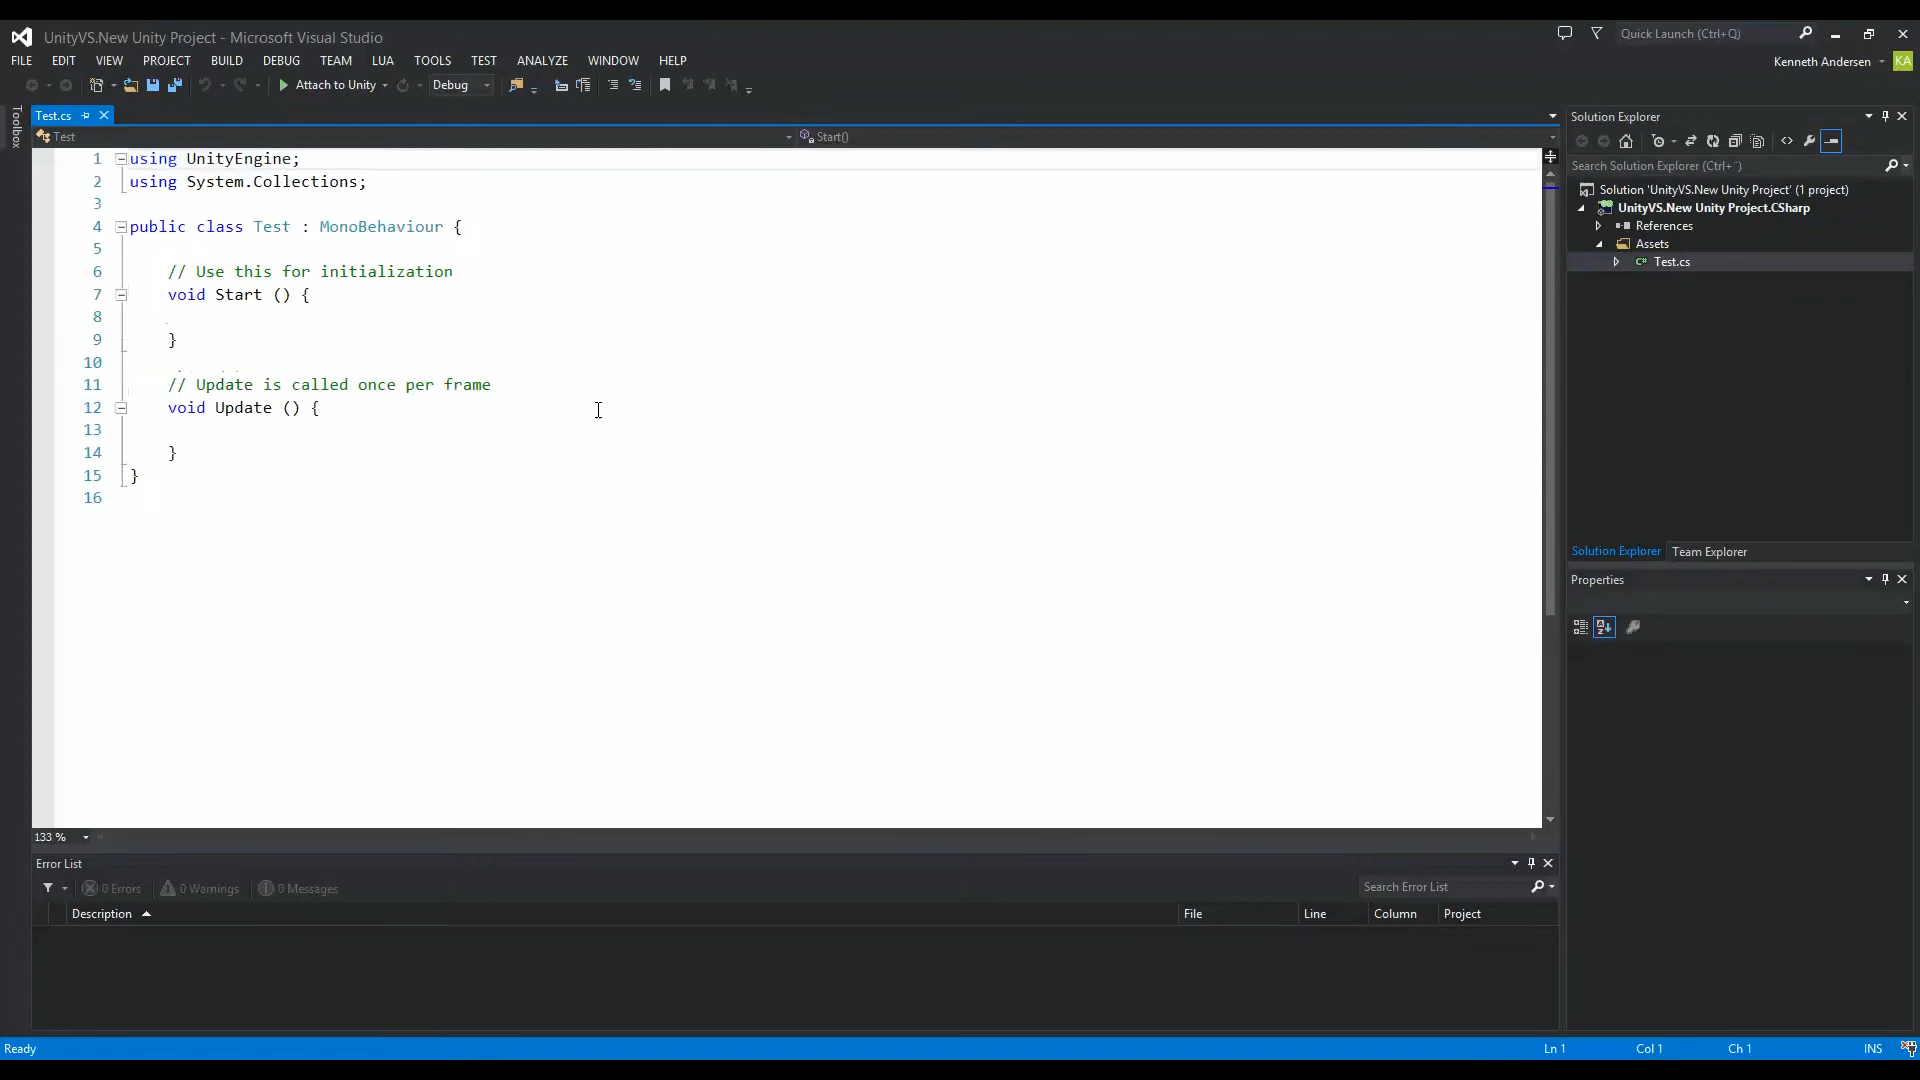 UnityVS.New Unity Project - Microsoft Visual Studio
Quick Launch (Ctrl+Q)
FILE EDIT VIEW PROJECT BUILD DEBUG TEAM LUA TOOLS TEST ANALYZE WINDOW HELP
Kenneth Andersen KA
Attach to Unity Debug
Toolbox
Test.cs
Test Start()
1 using UnityEngine;
2 using System.Collections;
3
4 public class Test : MonoBehaviour {
5
6 // Use this for initialization
7 void Start () {
8
9 }
10
11 // Update is called once per frame
12 void Update () {
13
14 }
15 }
16
133 %
Solution Explorer
Search Solution Explorer (Ctrl+¨)
Solution 'UnityVS.New Unity Project' (1 project)
UnityVS.New Unity Project.CSharp
References
Assets
C# Test.cs
Solution Explorer Team Explorer
Properties
Error List
0 Errors 0 Warnings 0 Messages
Search Error List
Description File Line Column Project
Ready Ln 1 Col 1 Ch 1 INS